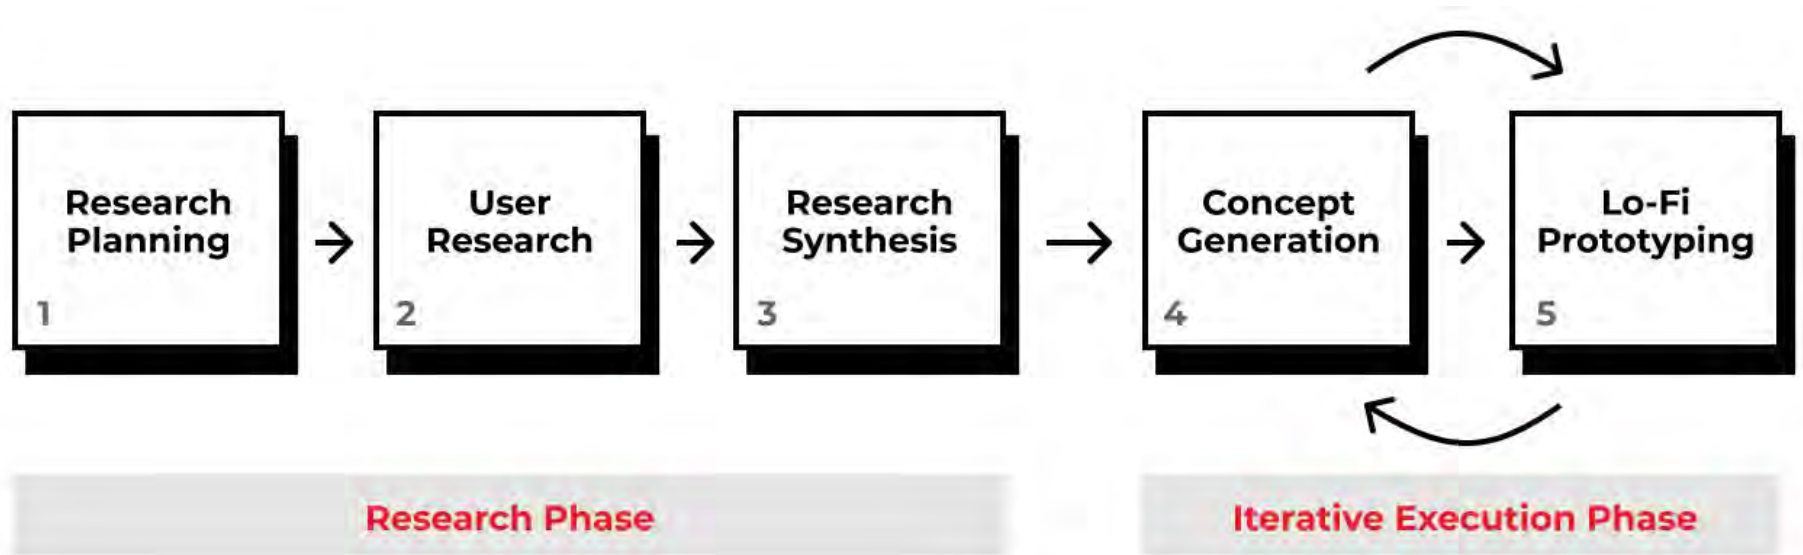 Research
Planning
1
User
Research
2
Research
Synthesis
3
Concept
Generation
4
Lo-Fi
Prototyping
5
Research Phase
Iterative Execution Phase